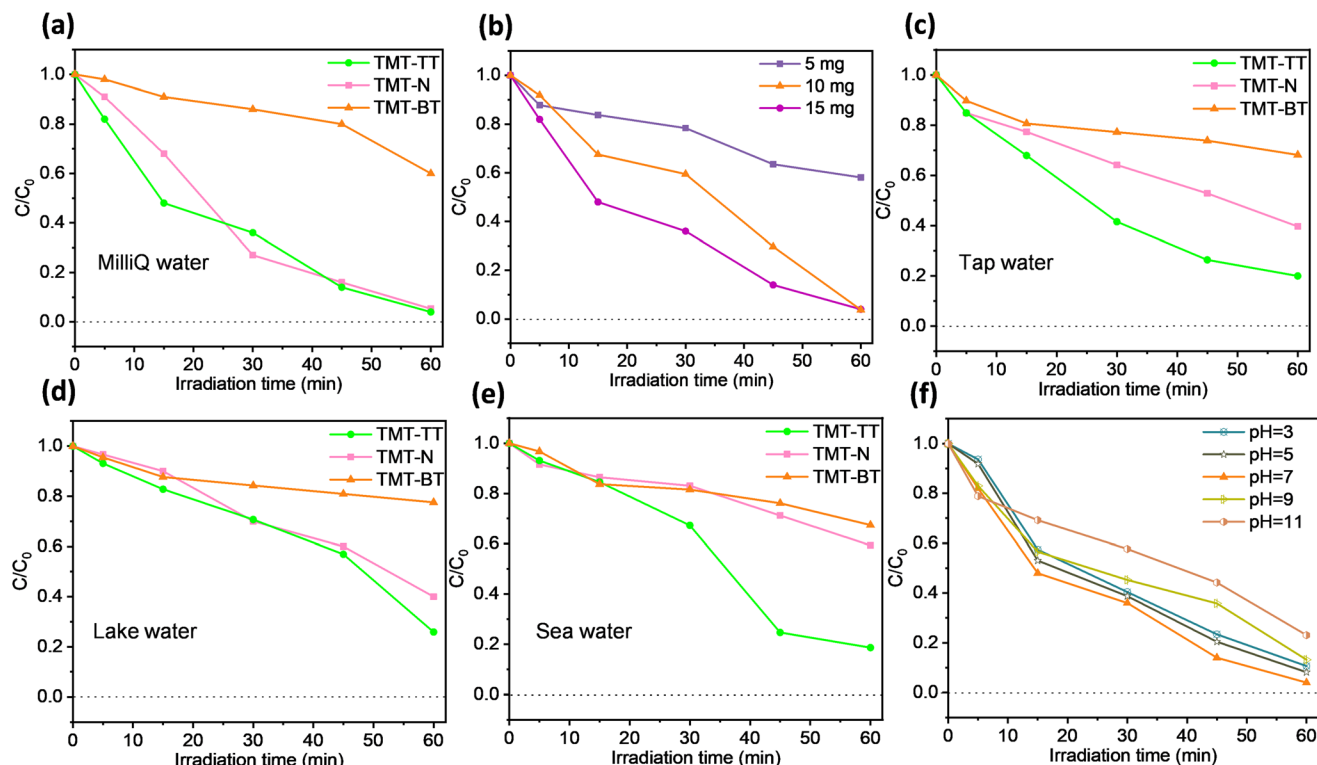 (a)
TMT-TT
TMT-N
TMT-BT
1.0
0.8
0.6
0.4
0.2
0.0
C/C₀
MilliQ water
0 10 20 30 40 50 60
Irradiation time (min)
(b)
5 mg
10 mg
15 mg
1.0
0.8
0.6
0.4
0.2
0.0
C/C₀
0 10 20 30 40 50 60
Irradiation time (min)
(c)
TMT-TT
TMT-N
TMT-BT
1.0
0.8
0.6
0.4
0.2
0.0
C/C₀
Tap water
0 10 20 30 40 50 60
Irradiation time (min)
(d)
TMT-TT
TMT-N
TMT-BT
1.0
0.8
0.6
0.4
0.2
0.0
C/C₀
Lake water
0 10 20 30 40 50 60
Irradiation time (min)
(e)
TMT-TT
TMT-N
TMT-BT
1.0
0.8
0.6
0.4
0.2
0.0
C/C₀
Sea water
0 10 20 30 40 50 60
Irradiation time (min)
(f)
pH=3
pH=5
pH=7
pH=9
pH=11
1.0
0.8
0.6
0.4
0.2
0.0
C/C₀
0 10 20 30 40 50 60
Irradiation time (min)